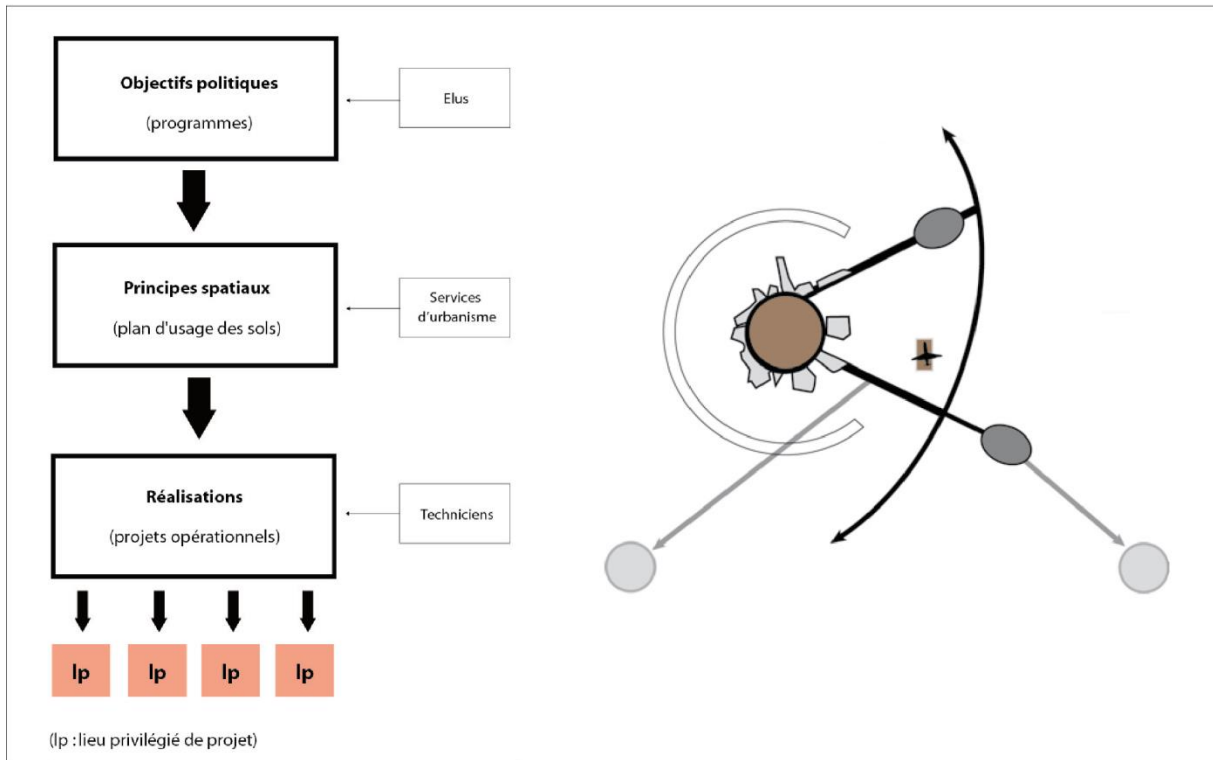 Objectifs politiques
(programmes)
Elus
Principes spatiaux
(plan d'usage des sols)
Services
d'urbanisme
Réalisations
(projets opérationnels)
Techniciens
lp
lp
lp
lp
(lp : lieu privilégié de projet)